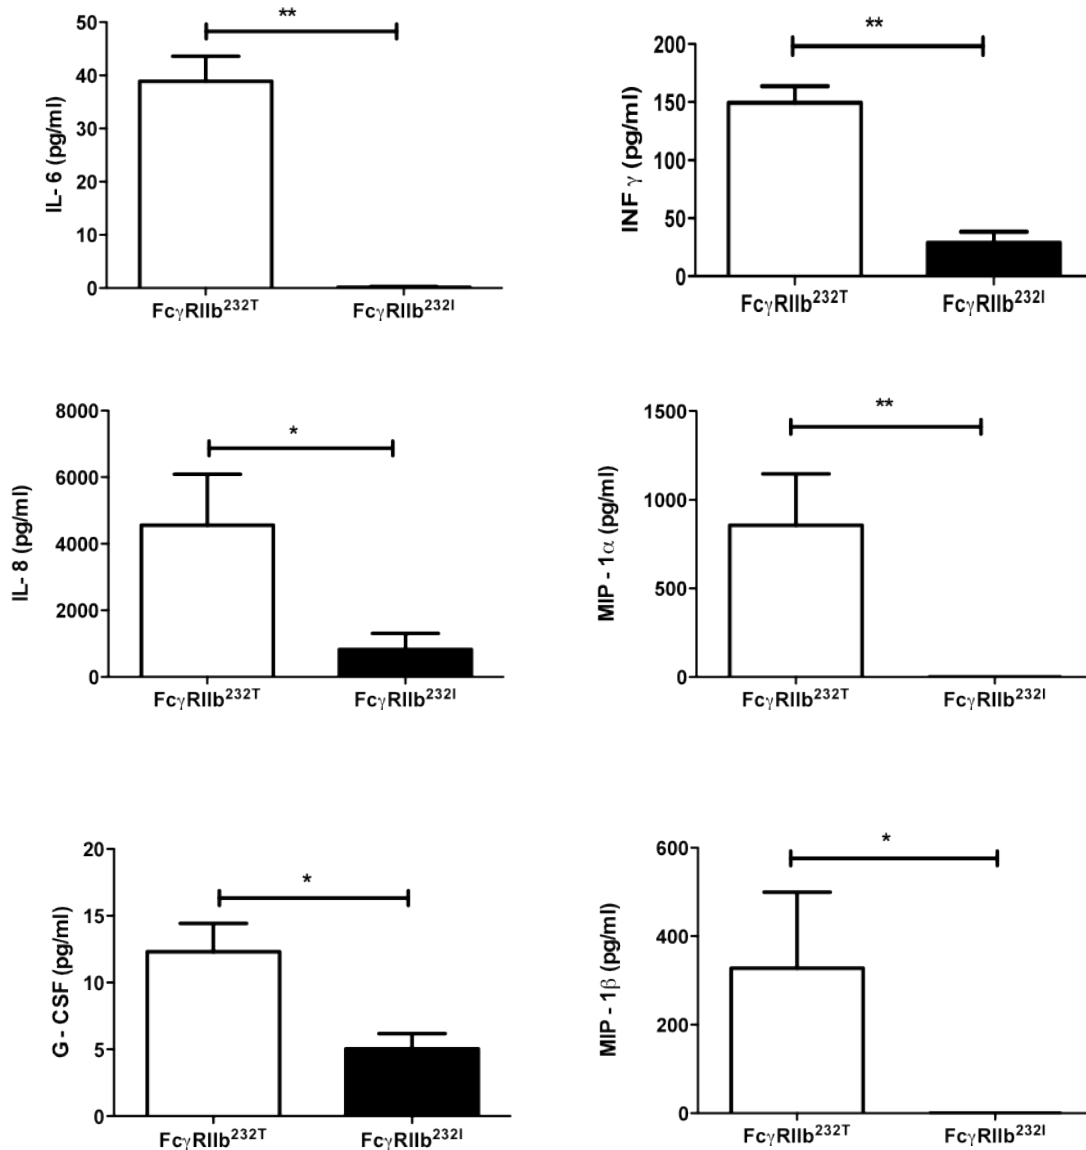 **
50
40
30
20
10
0
IL- 6 (pg/ml)
FcγRIIb²³²ᵀ
FcγRIIb²³²ᴵ
**
200
150
100
50
0
INF γ (pg/ml)
FcγRIIb²³²ᵀ
FcγRIIb²³²ᴵ
*
8000
6000
4000
2000
0
IL- 8 (pg/ml)
FcγRIIb²³²ᵀ
FcγRIIb²³²ᴵ
**
1500
1000
500
0
MIP - 1α (pg/ml)
FcγRIIb²³²ᵀ
FcγRIIb²³²ᴵ
*
20
15
10
5
0
G - CSF (pg/ml)
FcγRIIb²³²ᵀ
FcγRIIb²³²ᴵ
*
600
400
200
0
MIP - 1β (pg/ml)
FcγRIIb²³²ᵀ
FcγRIIb²³²ᴵ